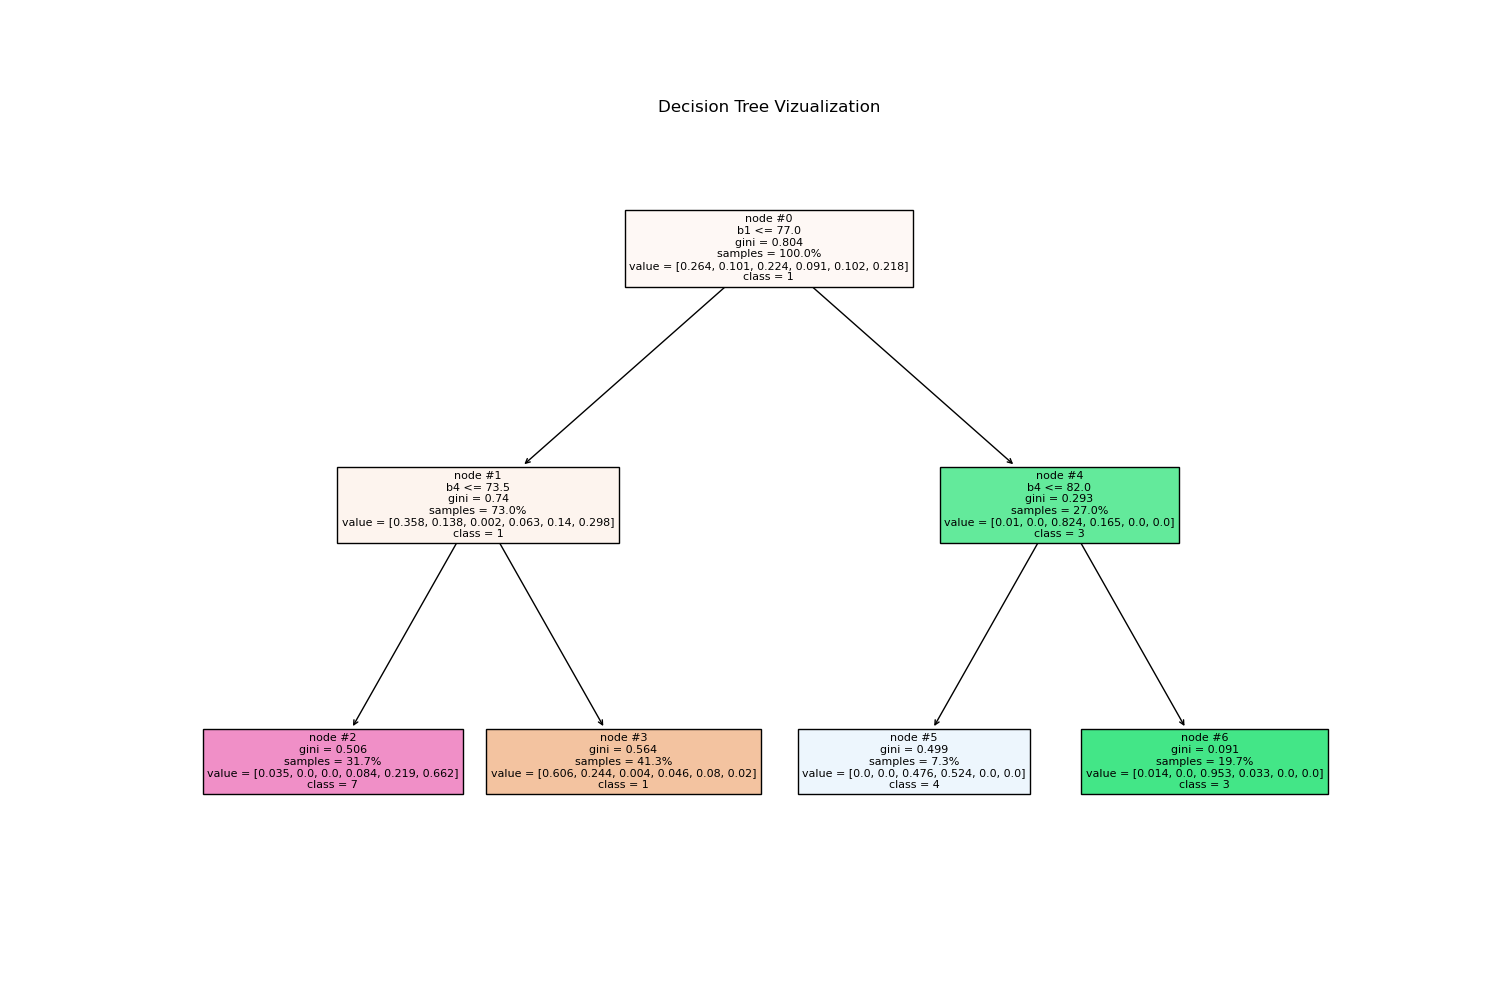 Decision Tree Vizualization
node #0
b1 <= 77.0
gini = 0.804
samples = 100.0%
value = [0.264, 0.101, 0.224, 0.091, 0.102, 0.218]
class = 1
node #1
b4 <= 73.5
gini = 0.74
samples = 73.0%
value = [0.358, 0.138, 0.002, 0.063, 0.14, 0.298]
class = 1
node #4
b4 <= 82.0
gini = 0.293
samples = 27.0%
value = [0.01, 0.0, 0.824, 0.165, 0.0, 0.0]
class = 3
node #2
gini = 0.506
samples = 31.7%
value = [0.035, 0.0, 0.0, 0.084, 0.219, 0.662]
class = 7
node #3
gini = 0.564
samples = 41.3%
value = [0.606, 0.244, 0.004, 0.046, 0.08, 0.02]
class = 1
node #5
gini = 0.499
samples = 7.3%
value = [0.0, 0.0, 0.476, 0.524, 0.0, 0.0]
class = 4
node #6
gini = 0.091
samples = 19.7%
value = [0.014, 0.0, 0.953, 0.033, 0.0, 0.0]
class = 3